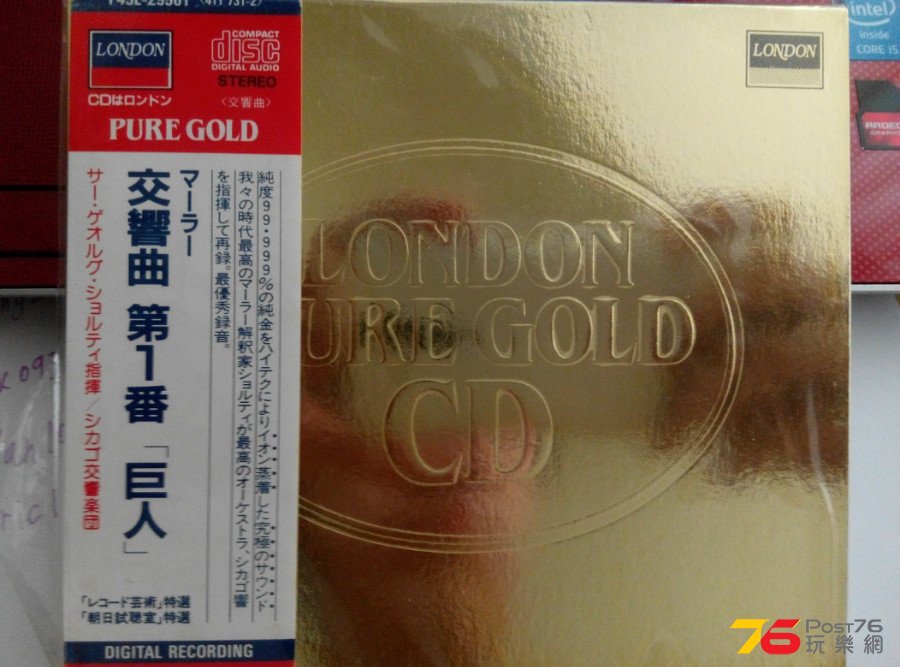 F45L-29501 〈411 731-2〉
LONDON
COMPACT
disc
DIGITAL AUDIO
STEREO
CDはロンドン
〈交響曲〉
PURE GOLD
純度99・999%の純金をハイテクによりイオン蒸着した究極のサウンド
我々の時代最高のマーラー解釈家ショルティが最高のオーケストラ、シカゴ響
を指揮して再録。最優秀録音。
マーラー
交響曲 第1番「巨人」
サー・ゲオルグ・ショルティ指揮/シカゴ交響楽団
「レコード芸術」特選
「朝日試聴室」特選
DIGITAL RECORDING
LONDON
LONDON
PURE GOLD
CD
intel
inside
CORE i5
RADEON
GRAPHICS
x 093
76 Post76
玩樂網